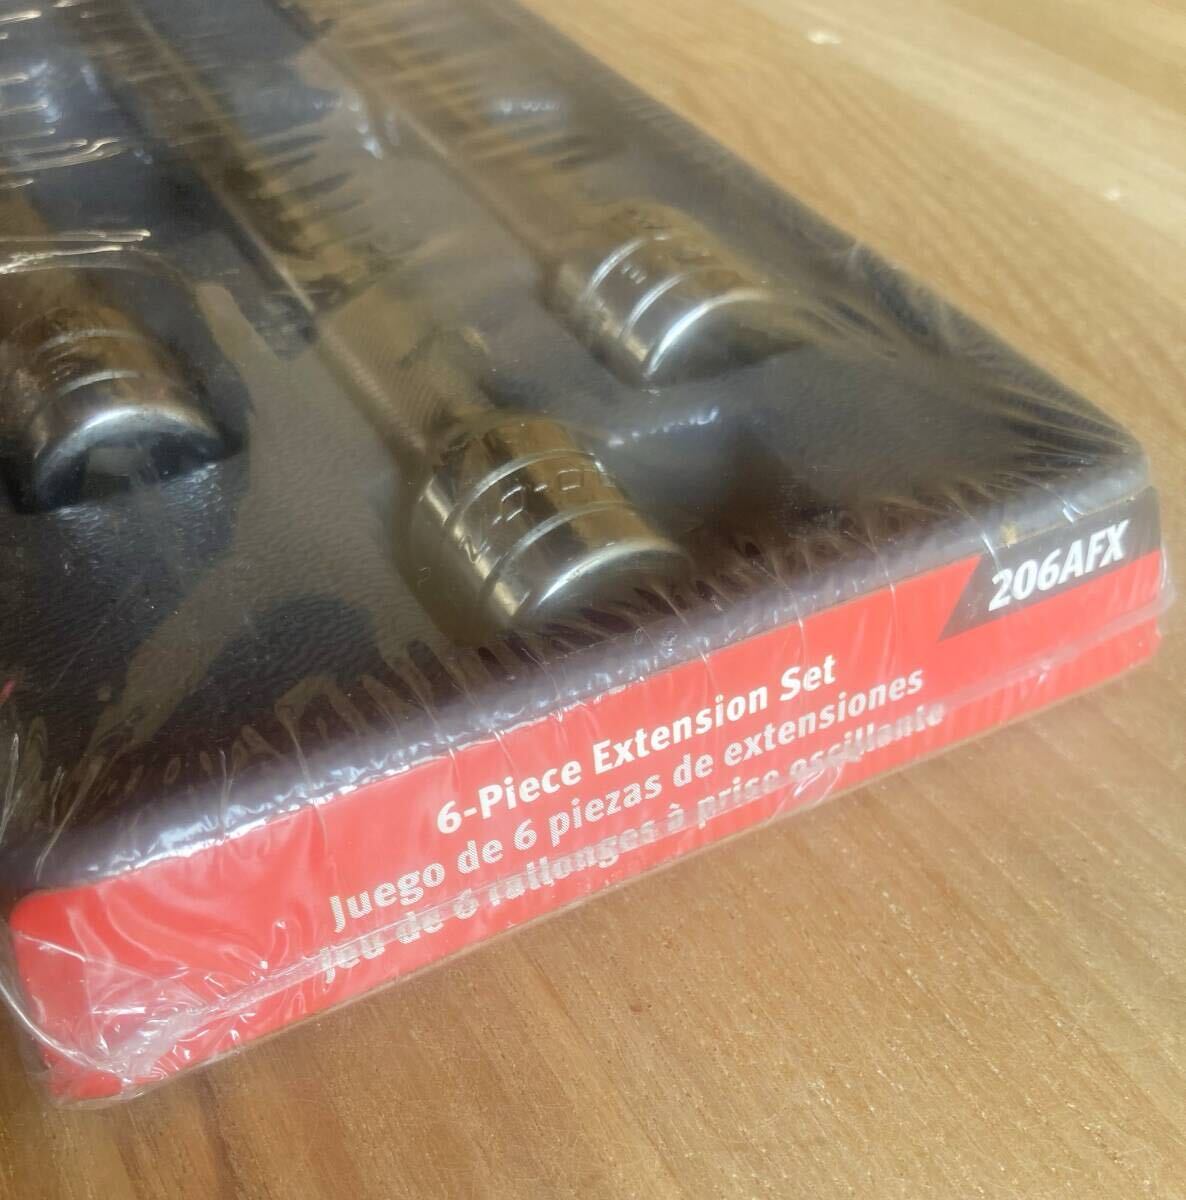 206AFX
6-Piece Extension Set
Juego de 6 piezas de extensiones
Jeu de 6 rallonges à prise oscillante